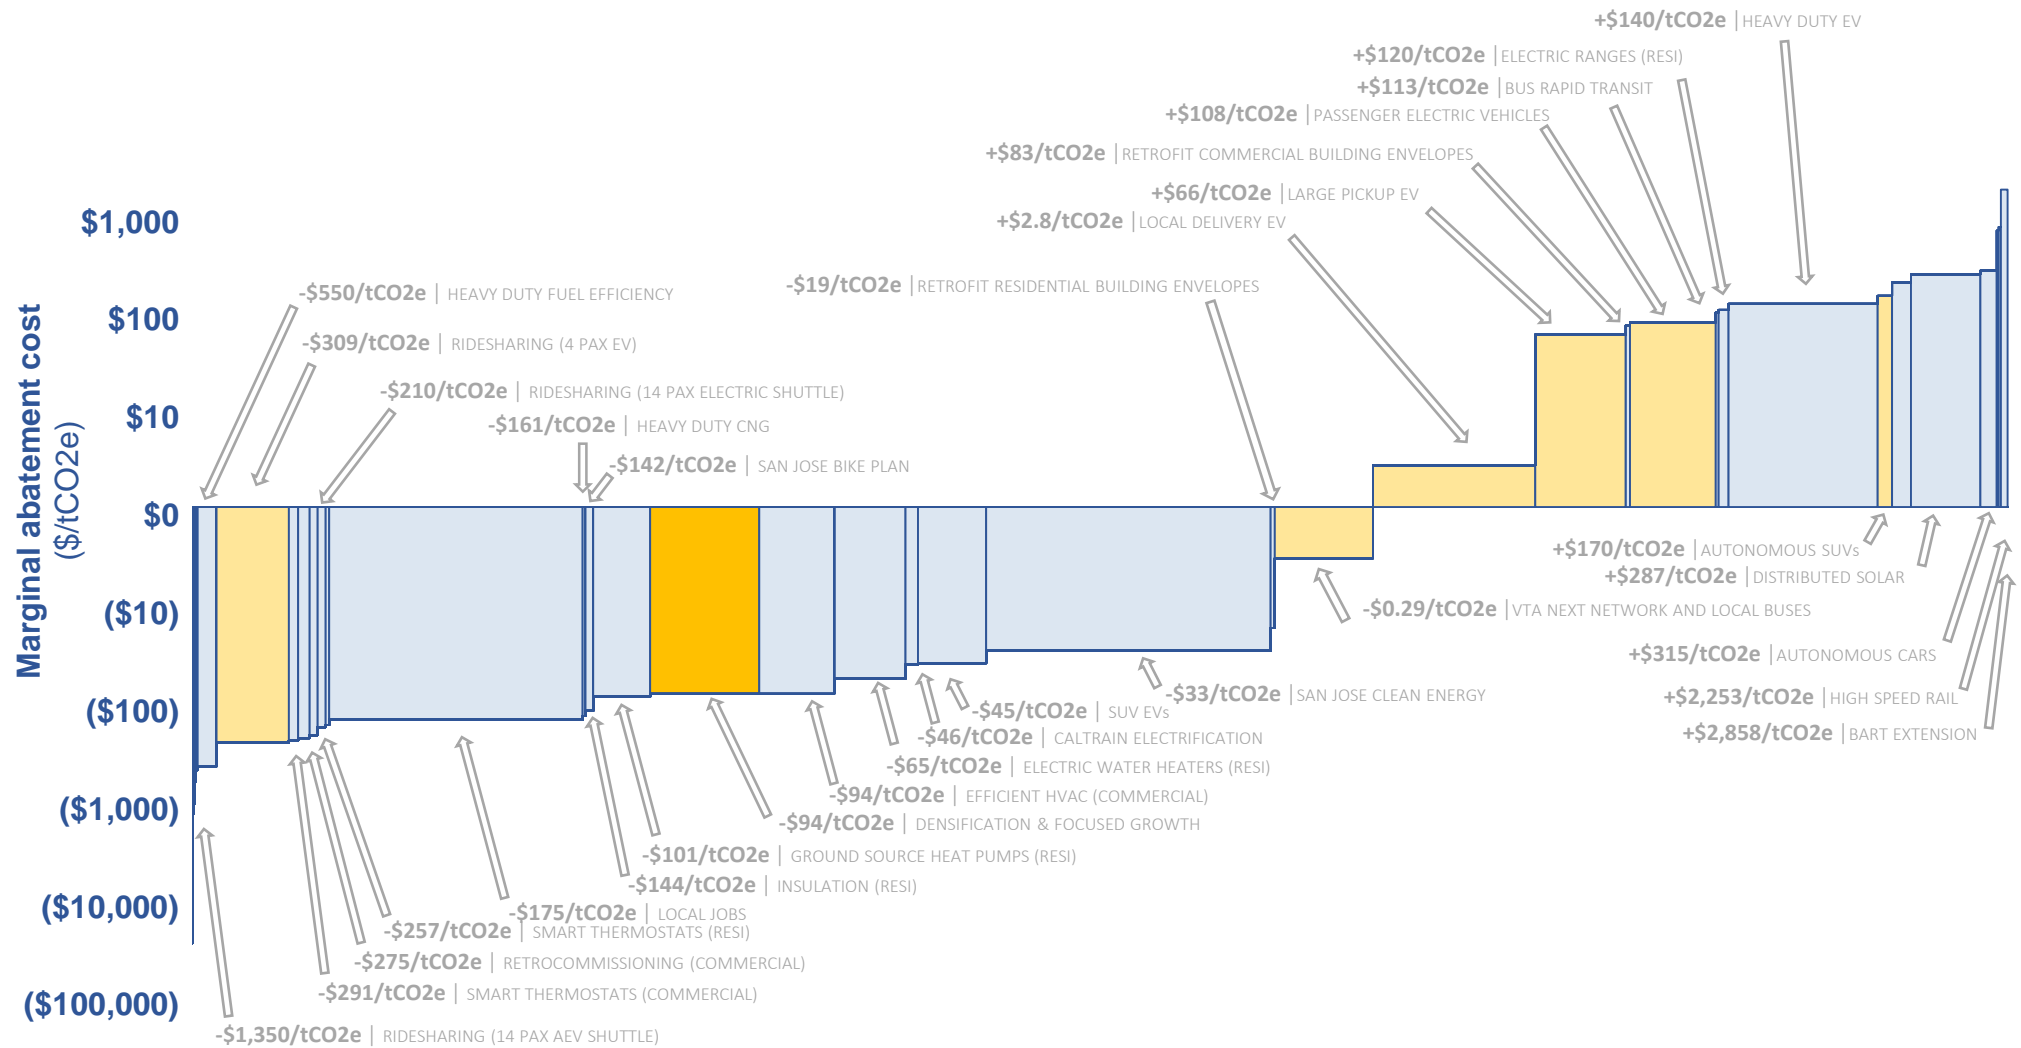 +$140/tCO2e | HEAVY DUTY EV
+$120/tCO2e | ELECTRIC RANGES (RESI)
+$113/tCO2e | BUS RAPID TRANSIT
+$108/tCO2e | PASSENGER ELECTRIC VEHICLES
+$83/tCO2e | RETROFIT COMMERCIAL BUILDING ENVELOPES
+$66/tCO2e | LARGE PICKUP EV
+$2.8/tCO2e | LOCAL DELIVERY EV
-$19/tCO2e | RETROFIT RESIDENTIAL BUILDING ENVELOPES
-$550/tCO2e | HEAVY DUTY FUEL EFFICIENCY
-$309/tCO2e | RIDESHARING (4 PAX EV)
-$210/tCO2e | RIDESHARING (14 PAX ELECTRIC SHUTTLE)
-$161/tCO2e | HEAVY DUTY CNG
-$142/tCO2e | SAN JOSE BIKE PLAN
Marginal abatement cost
($/tCO2e)
$1,000
$100
$10
$0
($10)
($100)
($1,000)
($10,000)
($100,000)
+$170/tCO2e | AUTONOMOUS SUVs
+$287/tCO2e | DISTRIBUTED SOLAR
-$0.29/tCO2e | VTA NEXT NETWORK AND LOCAL BUSES
+$315/tCO2e | AUTONOMOUS CARS
+$2,253/tCO2e | HIGH SPEED RAIL
+$2,858/tCO2e | BART EXTENSION
-$33/tCO2e | SAN JOSE CLEAN ENERGY
-$45/tCO2e | SUV EVs
-$46/tCO2e | CALTRAIN ELECTRIFICATION
-$65/tCO2e | ELECTRIC WATER HEATERS (RESI)
-$94/tCO2e | EFFICIENT HVAC (COMMERCIAL)
-$94/tCO2e | DENSIFICATION & FOCUSED GROWTH
-$101/tCO2e | GROUND SOURCE HEAT PUMPS (RESI)
-$144/tCO2e | INSULATION (RESI)
-$175/tCO2e | LOCAL JOBS
-$257/tCO2e | SMART THERMOSTATS (RESI)
-$275/tCO2e | RETROCOMMISSIONING (COMMERCIAL)
-$291/tCO2e | SMART THERMOSTATS (COMMERCIAL)
-$1,350/tCO2e | RIDESHARING (14 PAX AEV SHUTTLE)